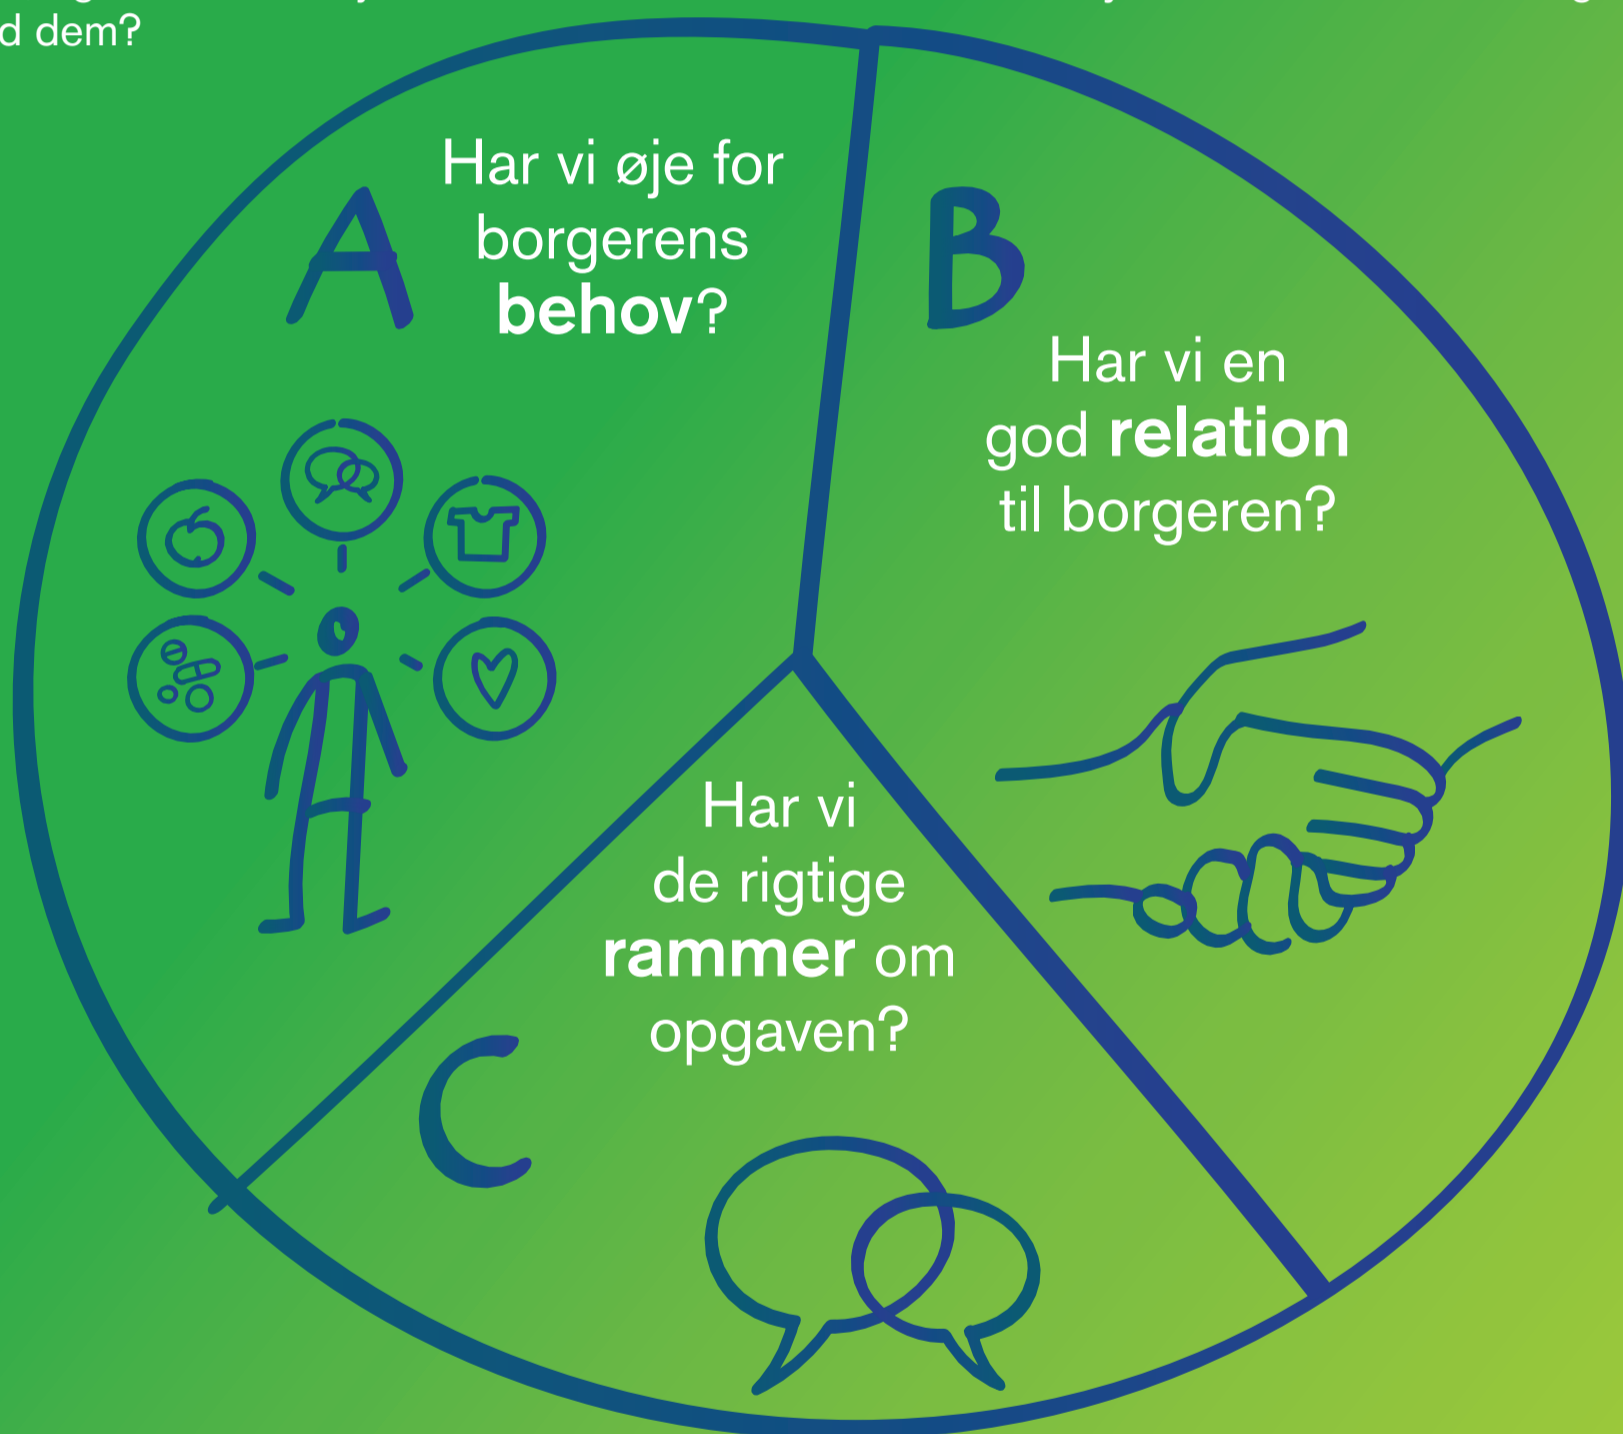 d dem?
A
Har vi øje for
borgerens
behov?
B
Har vi en
god relation
til borgeren?
Har vi
de rigtige
rammer om
opgaven?
C